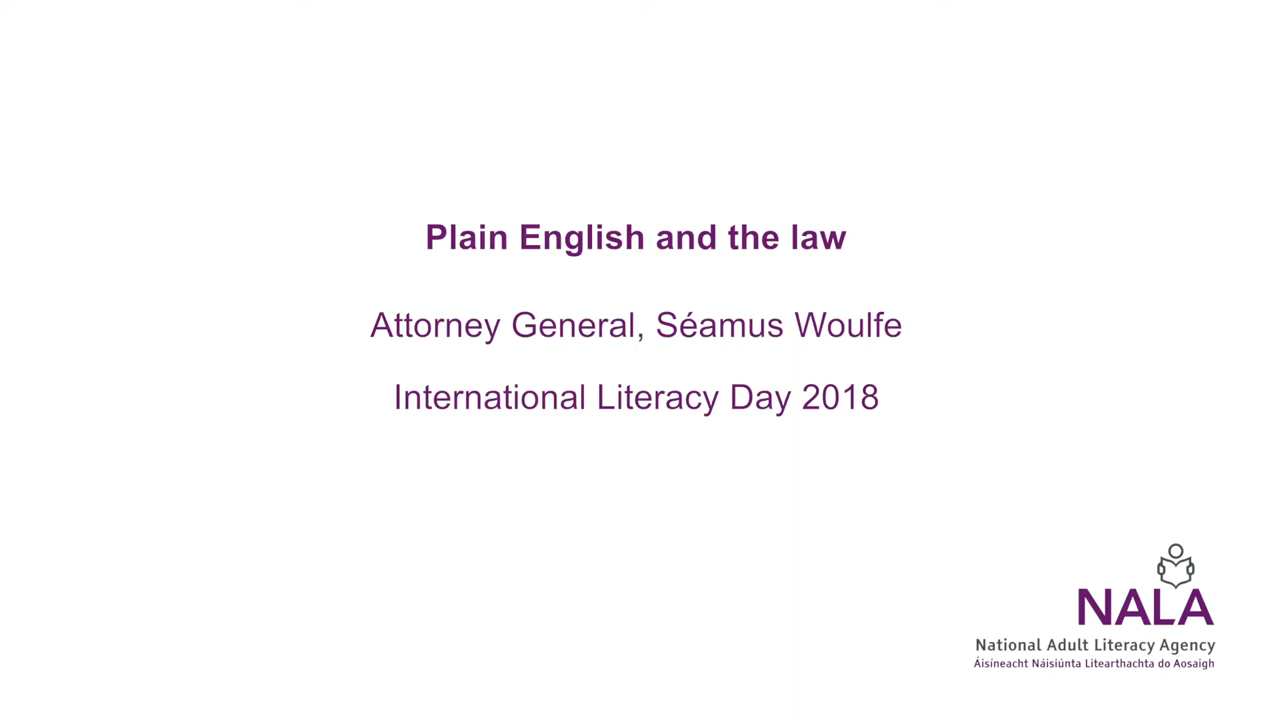 Plain English and the law
Attorney General, Séamus Woulfe
International Literacy Day 2018
NALA
National Adult Literacy Agency
Áisíneacht Náisiúnta Litearthachta do Aosaigh